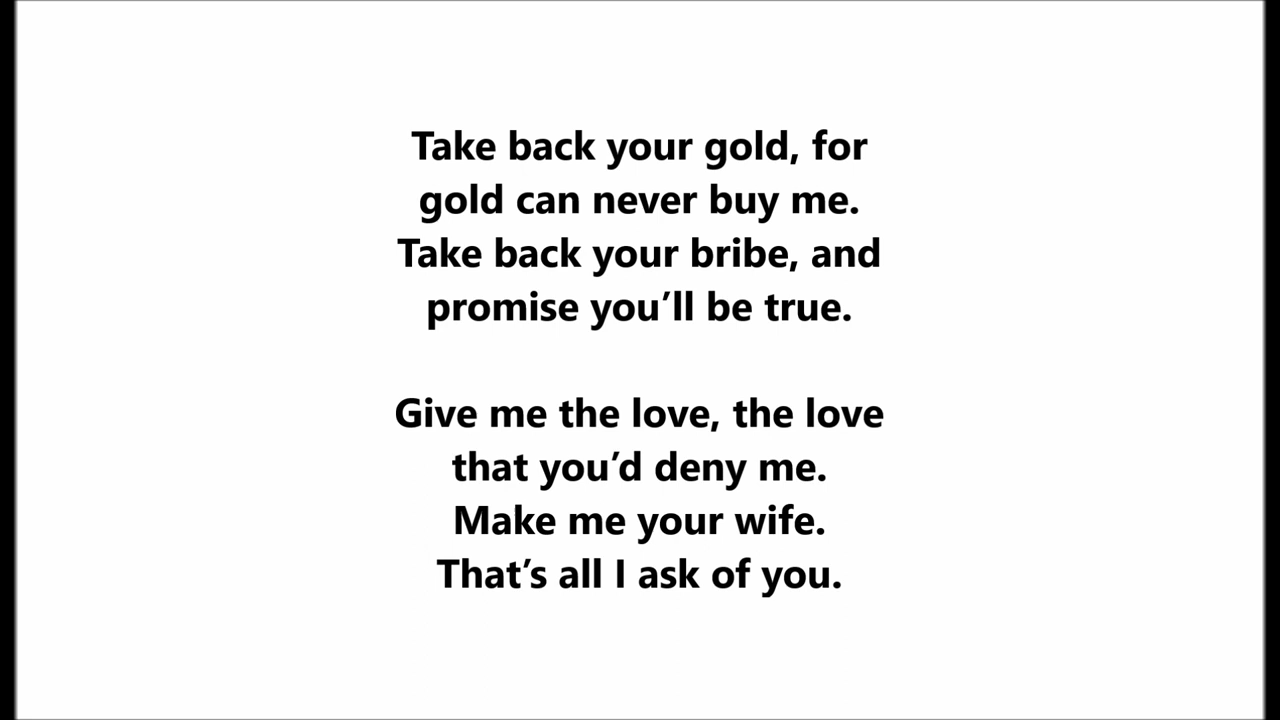 Take back your gold, for
gold can never buy me.
Take back your bribe, and
promise you’ll be true.
Give me the love, the love
that you’d deny me.
Make me your wife.
That’s all I ask of you.